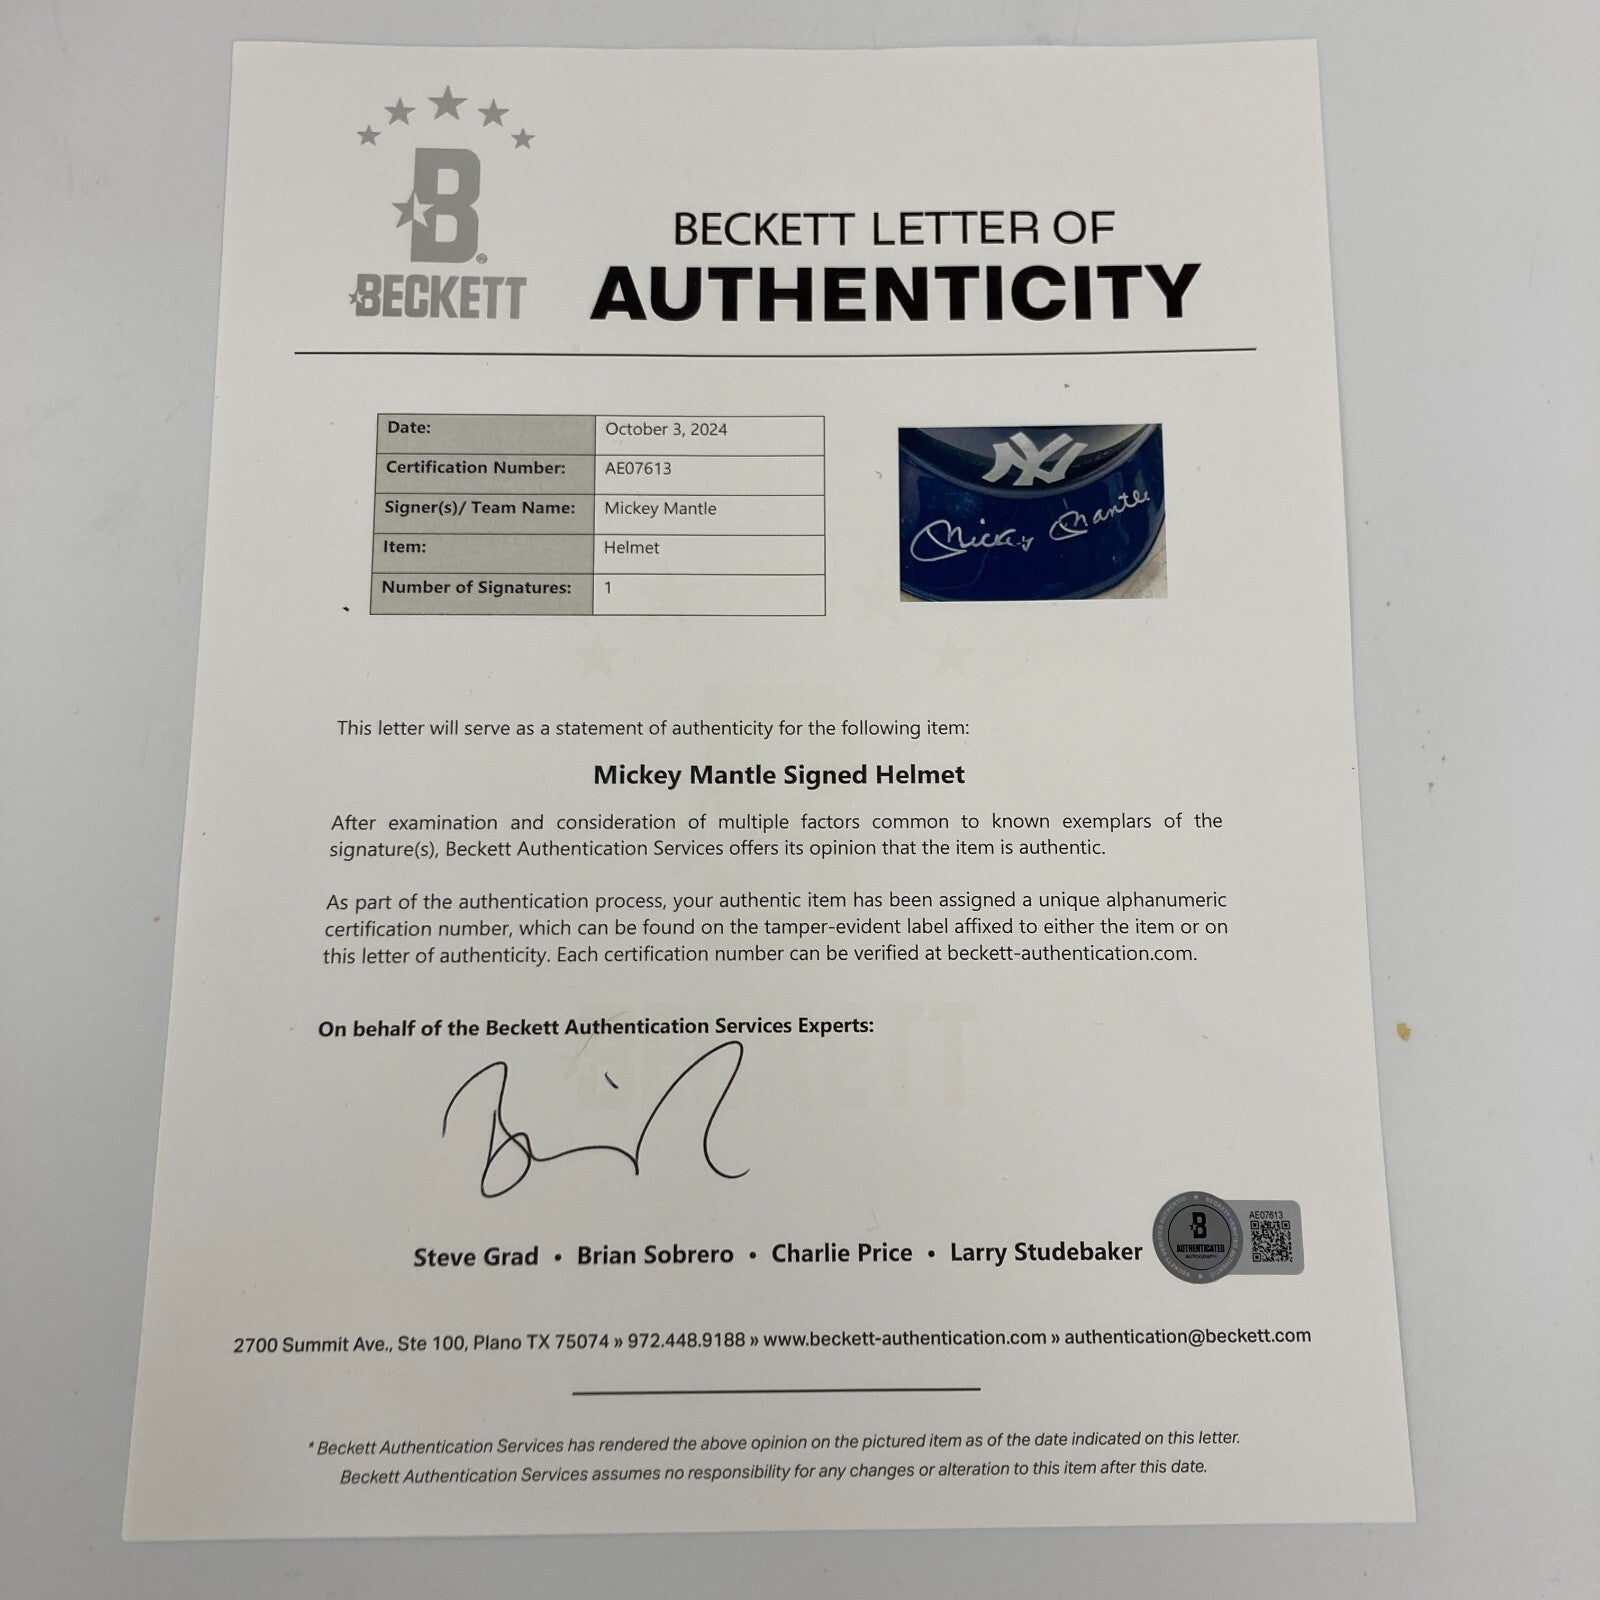 B
BECKETT
BECKETT LETTER OF
AUTHENTICITY
Date: October 3, 2024
Certification Number: AE07613
Signer(s)/ Team Name: Mickey Mantle
Item: Helmet
Number of Signatures: 1
NY
Mickey Mantle
This letter will serve as a statement of authenticity for the following item:
Mickey Mantle Signed Helmet
After examination and consideration of multiple factors common to known exemplars of the
signature(s), Beckett Authentication Services offers its opinion that the item is authentic.
As part of the authentication process, your authentic item has been assigned a unique alphanumeric
certification number, which can be found on the tamper-evident label affixed to either the item or on
this letter of authenticity. Each certification number can be verified at beckett-authentication.com.
On behalf of the Beckett Authentication Services Experts:
Steve Grad • Brian Sobrero • Charlie Price • Larry Studebaker
B
AUTHENTICATED
AUTOGRAPH
AE07613
2700 Summit Ave., Ste 100, Plano TX 75074 » 972.448.9188 » www.beckett-authentication.com » authentication@beckett.com
* Beckett Authentication Services has rendered the above opinion on the pictured item as of the date indicated on this letter.
Beckett Authentication Services assumes no responsibility for any changes or alteration to this item after this date.